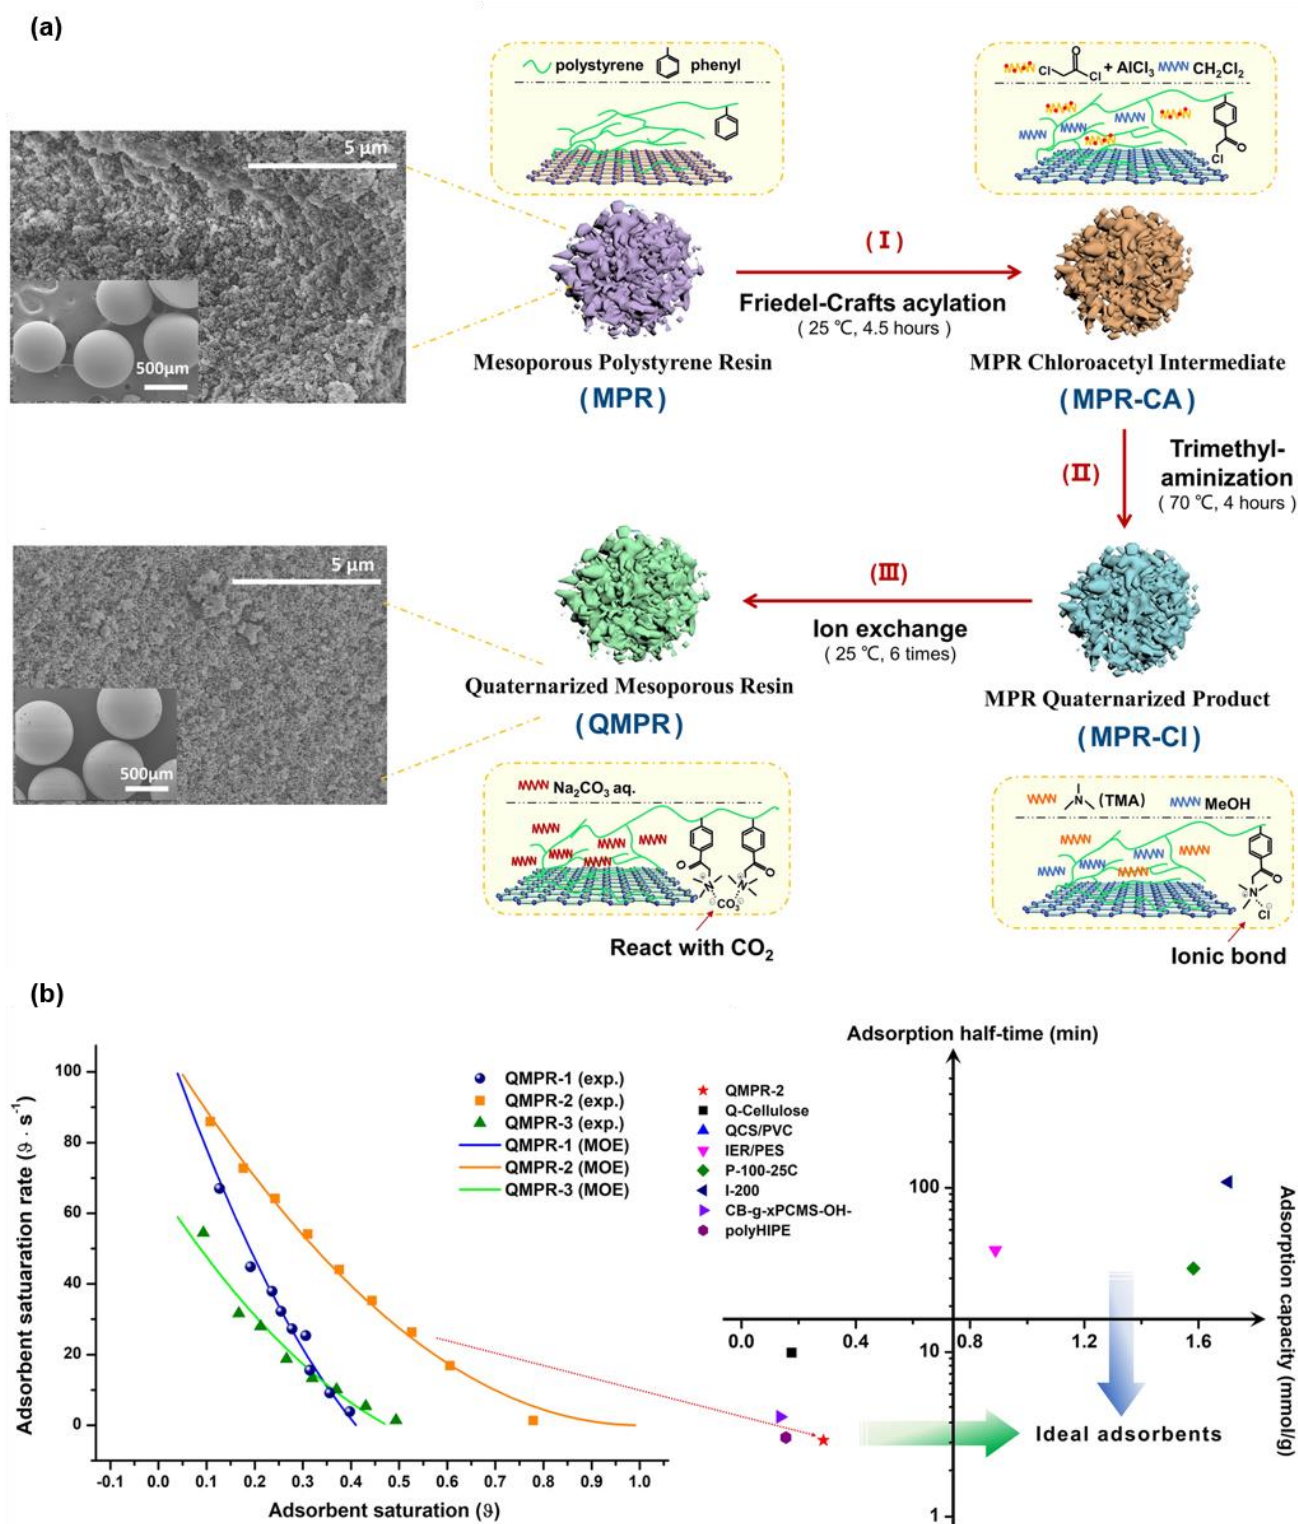 (a)
polystyrene phenyl
Cl O Cl + AlCl₃ CH₂Cl₂
O
Cl
5 μm
500μm
(Ⅰ)
Friedel-Crafts acylation
( 25 ℃, 4.5 hours )
Mesoporous Polystyrene Resin
(MPR)
MPR Chloroacetyl Intermediate
(MPR-CA)
(Ⅱ)
Trimethyl-
aminization
( 70 ℃, 4 hours )
5 μm
500μm
(Ⅲ)
Ion exchange
( 25 ℃, 6 times)
Quaternarized Mesoporous Resin
(QMPR)
MPR Quaternarized Product
(MPR-Cl)
Na₂CO₃ aq.
O O
N N
CO₃
React with CO₂
N (TMA) MeOH
O
N
Cl
Ionic bond
(b)
Adsorbent satuaration rate (ϑ · s⁻¹)
100
80
60
40
20
0
-0.1 0.0 0.1 0.2 0.3 0.4 0.5 0.6 0.7 0.8 0.9 1.0
Adsorbent saturation (ϑ)
QMPR-1 (exp.)
QMPR-2 (exp.)
QMPR-3 (exp.)
QMPR-1 (MOE)
QMPR-2 (MOE)
QMPR-3 (MOE)
Adsorption half-time (min)
QMPR-2
Q-Cellulose
QCS/PVC
IER/PES
P-100-25C
I-200
CB-g-xPCMS-OH-
polyHIPE
100
10
1
0.0 0.4 0.8 1.2 1.6
Adsorption capacity (mmol/g)
Ideal adsorbents